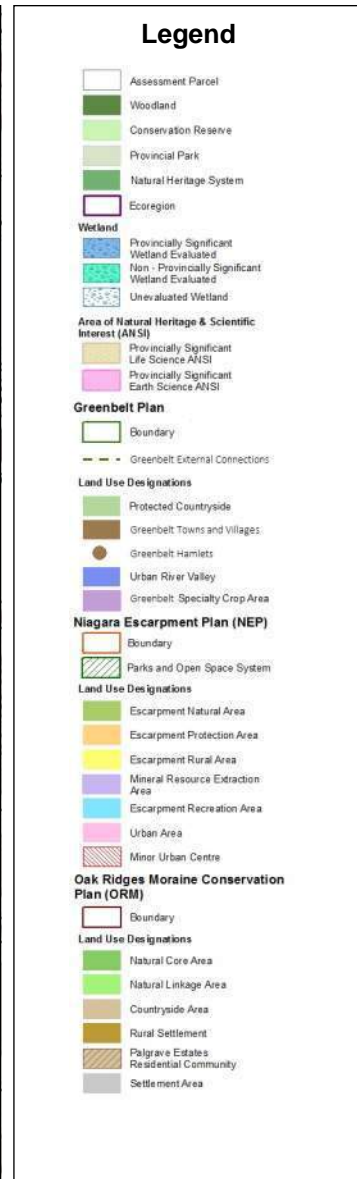 Legend
Assessment Parcel
Woodland
Conservation Reserve
Provincial Park
Natural Heritage System
Ecoregion
Wetland
Provincially Significant
Wetland Evaluated
Non - Provincially Significant
Wetland Evaluated
Unevaluated Wetland
Area of Natural Heritage & Scientific
Interest (ANSI)
Provincially Significant
Life Science ANSI
Provincially Significant
Earth Science ANSI
Greenbelt Plan
Boundary
Greenbelt External Connections
Land Use Designations
Protected Countryside
Greenbelt Towns and Villages
Greenbelt Hamlets
Urban River Valley
Greenbelt Specialty Crop Area
Niagara Escarpment Plan (NEP)
Boundary
Parks and Open Space System
Land Use Designations
Escarpment Natural Area
Escarpment Protection Area
Escarpment Rural Area
Mineral Resource Extraction
Area
Escarpment Recreation Area
Urban Area
Minor Urban Centre
Oak Ridges Moraine Conservation
Plan (ORM)
Boundary
Land Use Designations
Natural Core Area
Natural Linkage Area
Countryside Area
Rural Settlement
Palgrave Estates
Residential Community
Settlement Area